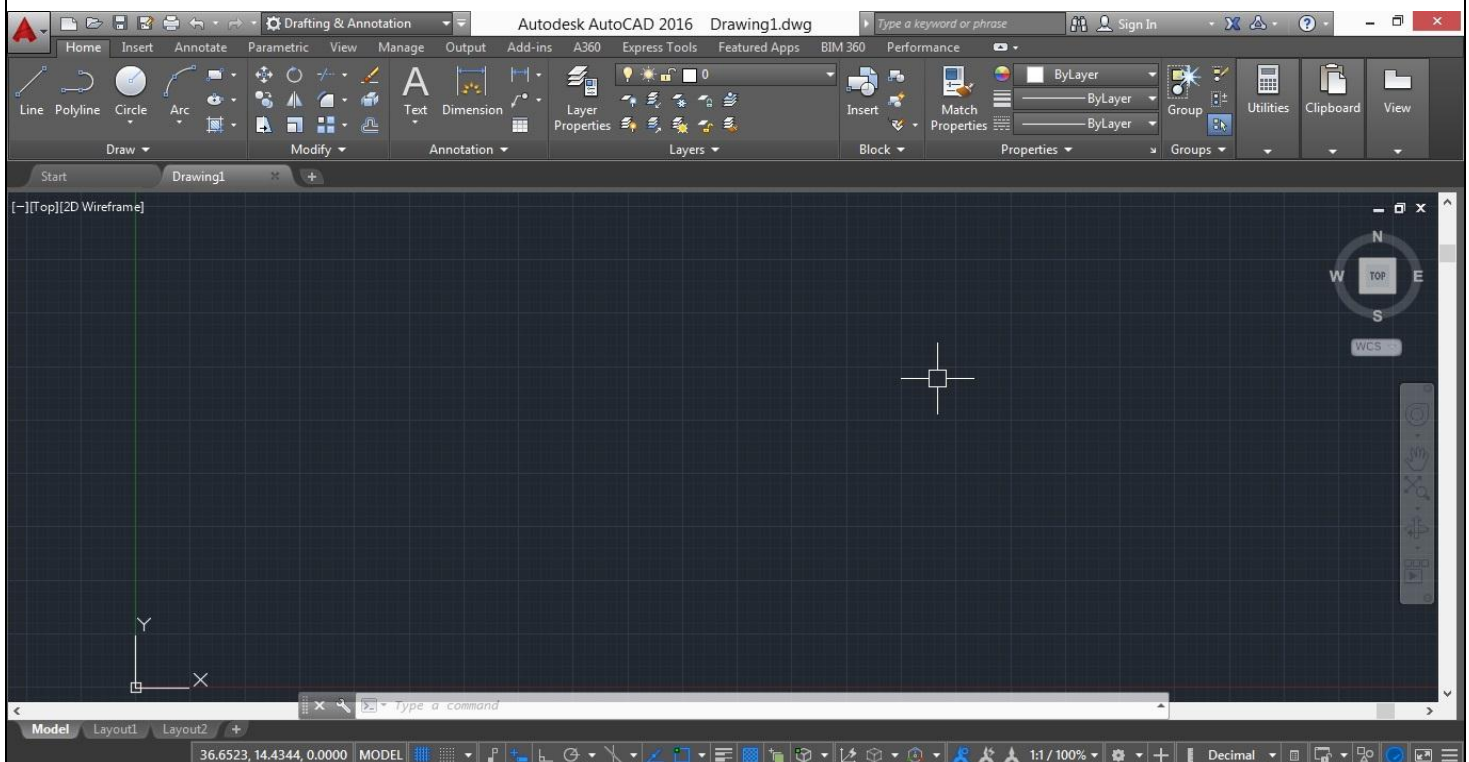 Drafting & Annotation Autodesk AutoCAD 2016 Drawing1.dwg Type a keyword or phrase Sign In
Home Insert Annotate Parametric View Manage Output Add-ins A360 Express Tools Featured Apps BIM 360 Performance
0 ByLayer
Line Polyline Circle Arc A Text Dimension Layer Properties Insert Match Properties ByLayer Group Utilities Clipboard View
ByLayer
Draw Modify Annotation Layers Block Properties Groups
Start Drawing1
[−][Top][2D Wireframe]
N
W TOP E
S
WCS
Y
X
Type a command
Model Layout1 Layout2 +
36.6523, 14.4344, 0.0000 MODEL 1:1 / 100% Decimal